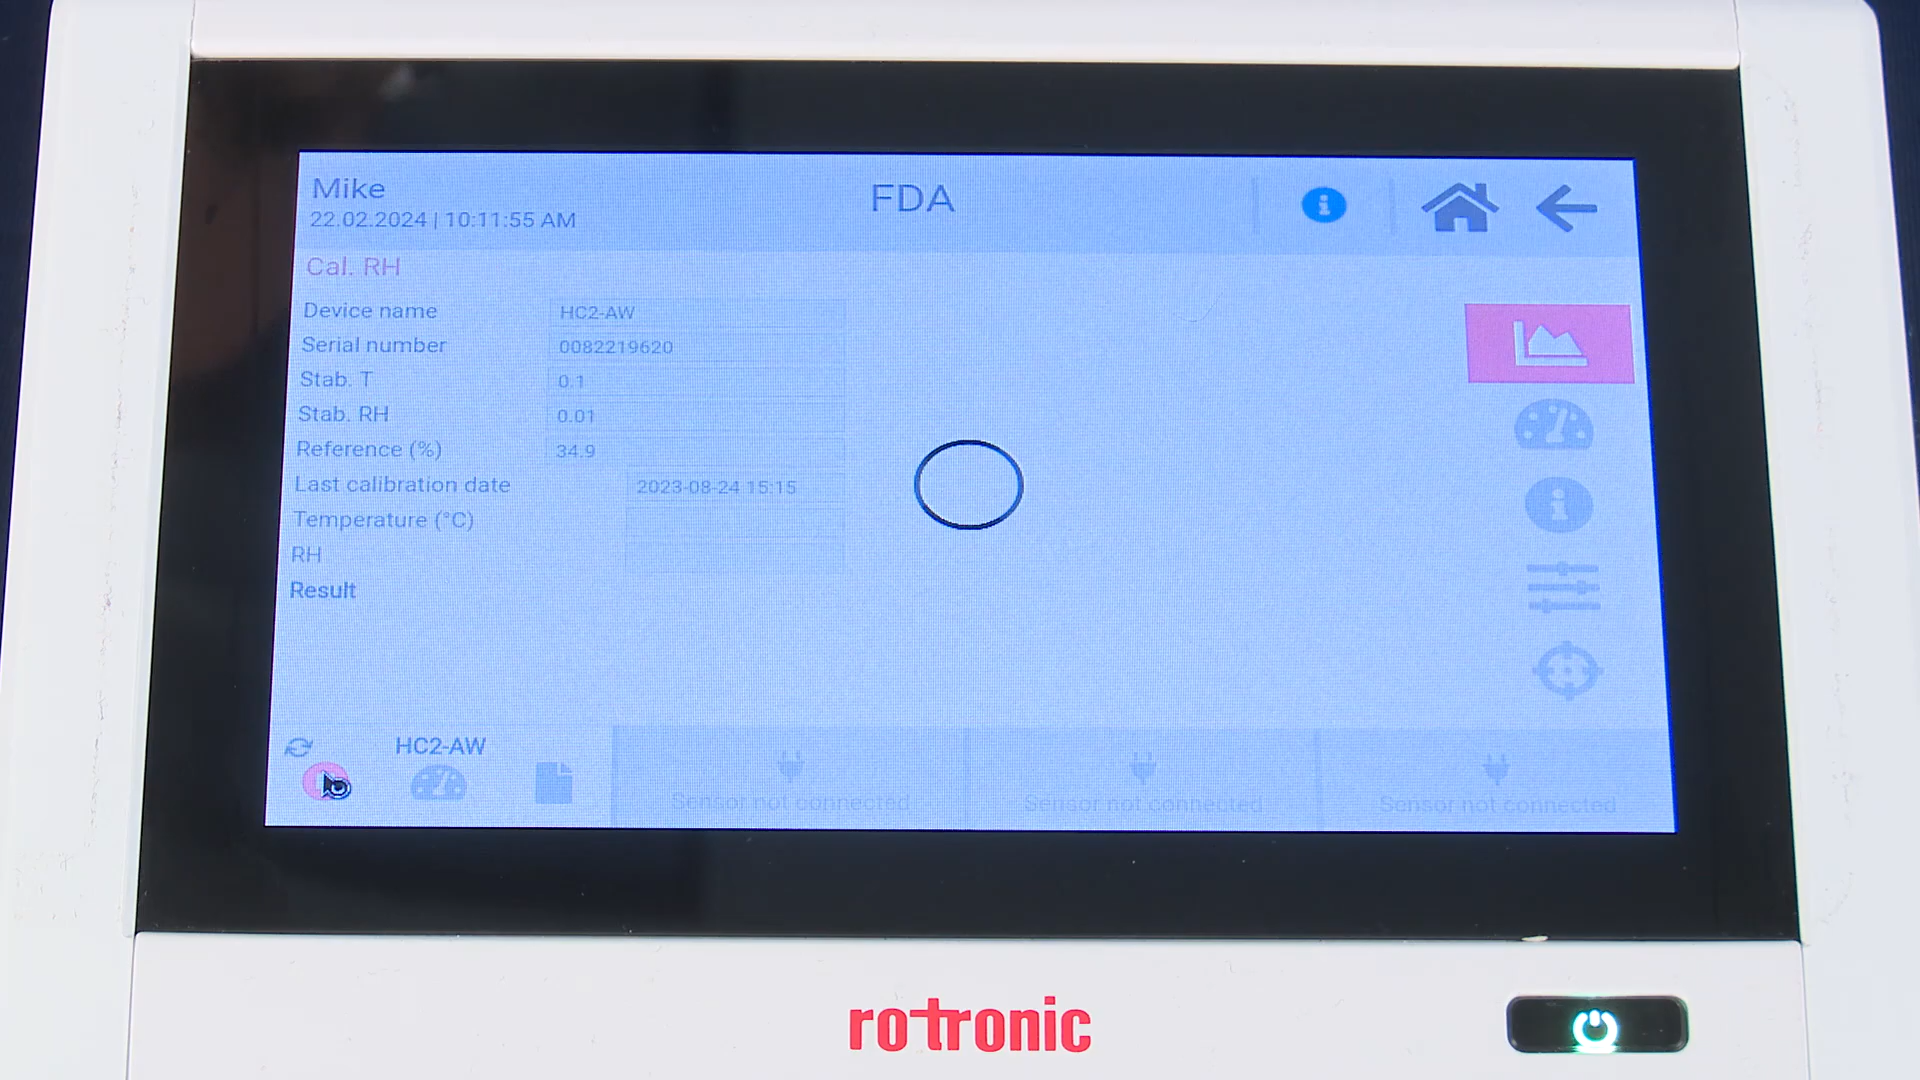 Mike
FDA
22.02.2024 | 10:11:55 AM
Cal. RH
Device name HC2-AW
Serial number 0082219620
Stab. T 0.1
Stab. RH 0.01
Reference (%) 34.9
Last calibration date 2023-08-24 15:15
Temperature (°C)
RH
Result
HC2-AW
Sensor not connected
Sensor not connected
Sensor not connected
rotronic